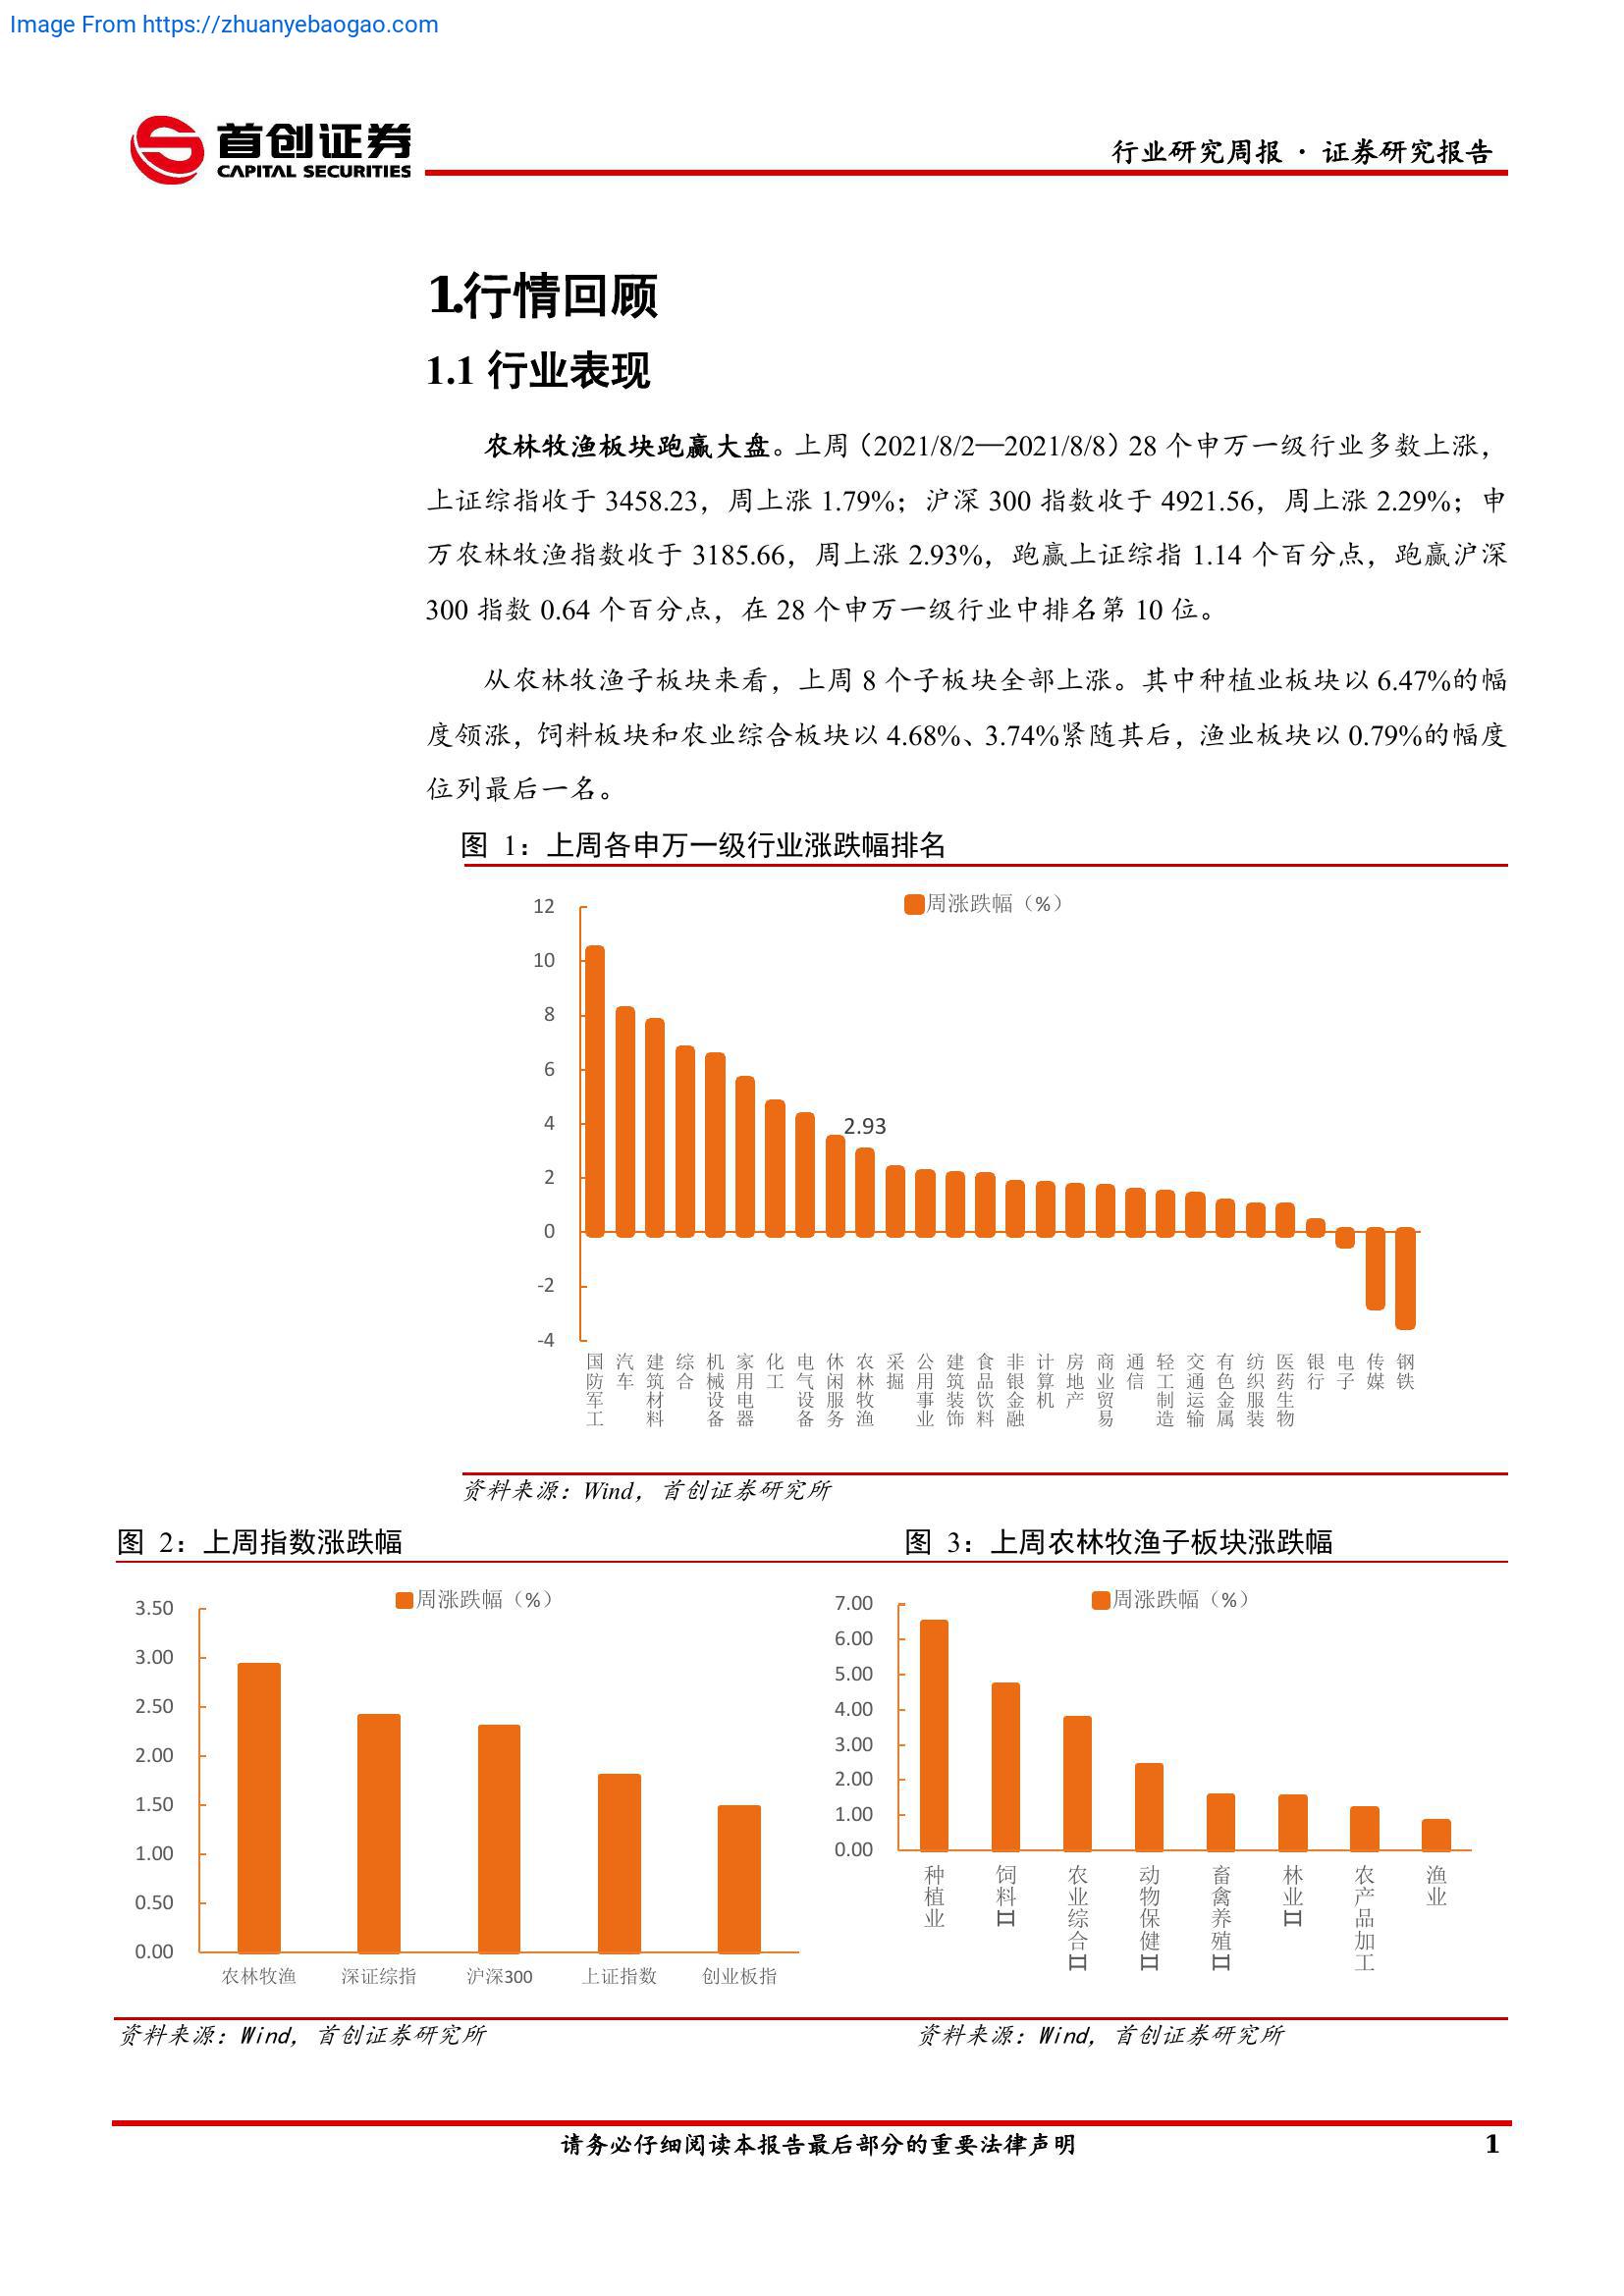 Image From https://zhuanyebaogao.com
首创证券
CAPITAL SECURITIES
行业研究周报 · 证券研究报告
1.行情回顾
1.1 行业表现
农林牧渔板块跑赢大盘。上周（2021/8/2—2021/8/8）28 个申万一级行业多数上涨，
上证综指收于 3458.23，周上涨 1.79%；沪深 300 指数收于 4921.56，周上涨 2.29%；申
万农林牧渔指数收于 3185.66，周上涨 2.93%，跑赢上证综指 1.14 个百分点，跑赢沪深
300 指数 0.64 个百分点，在 28 个申万一级行业中排名第 10 位。
从农林牧渔子板块来看，上周 8 个子板块全部上涨。其中种植业板块以 6.47%的幅
度领涨，饲料板块和农业综合板块以 4.68%、3.74%紧随其后，渔业板块以 0.79%的幅度
位列最后一名。
图 1：上周各申万一级行业涨跌幅排名
周涨跌幅（%）
12
10
8
6
4
2
0
-2
-4
2.93
国防军工
汽车
建筑材料
综合
机械设备
家用电器
化工
电气设备
休闲服务
农林牧渔
采掘
公用事业
建筑装饰
食品饮料
非银金融
计算机
房地产
商业贸易
通信
轻工制造
交通运输
有色金属
纺织服装
医药生物
银行
电子
传媒
钢铁
资料来源：Wind，首创证券研究所
图 2：上周指数涨跌幅
周涨跌幅（%）
3.50
3.00
2.50
2.00
1.50
1.00
0.50
0.00
农林牧渔
深证综指
沪深300
上证指数
创业板指
资料来源：Wind，首创证券研究所
图 3：上周农林牧渔子板块涨跌幅
周涨跌幅（%）
7.00
6.00
5.00
4.00
3.00
2.00
1.00
0.00
种植业
饲料Ⅱ
农业综合Ⅱ
动物保健Ⅱ
畜禽养殖Ⅱ
林业Ⅱ
农产品加工
渔业
资料来源：Wind，首创证券研究所
请务必仔细阅读本报告最后部分的重要法律声明
1